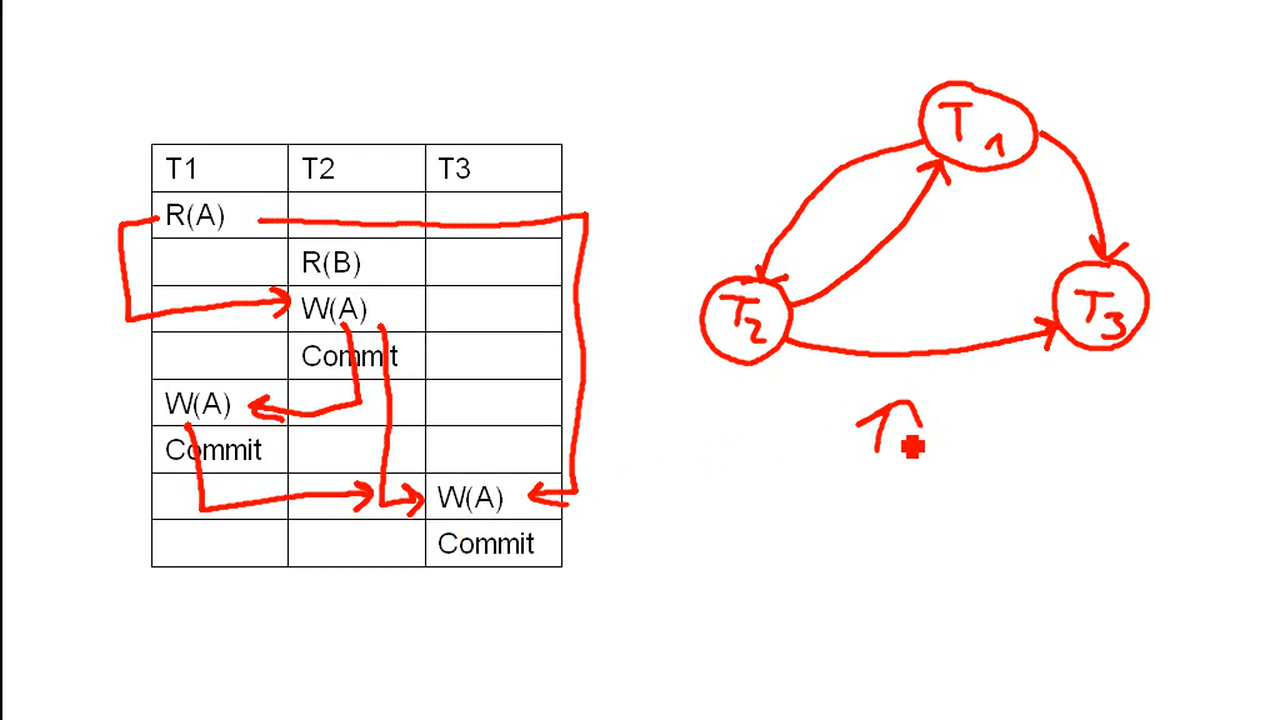 T1 T2 T3
R(A)
R(B)
W(A)
Commit
W(A)
Commit
W(A)
Commit
T1
T2
T3